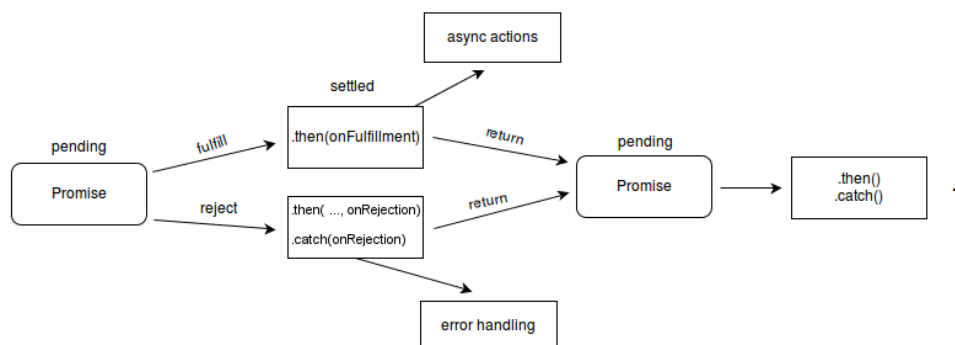 async actions
settled
pending
fulfill
.then(onFulfillment)
return
pending
Promise
Promise
.then()
.catch()
reject
.then( ..., onRejection)
.catch(onRejection)
return
error handling